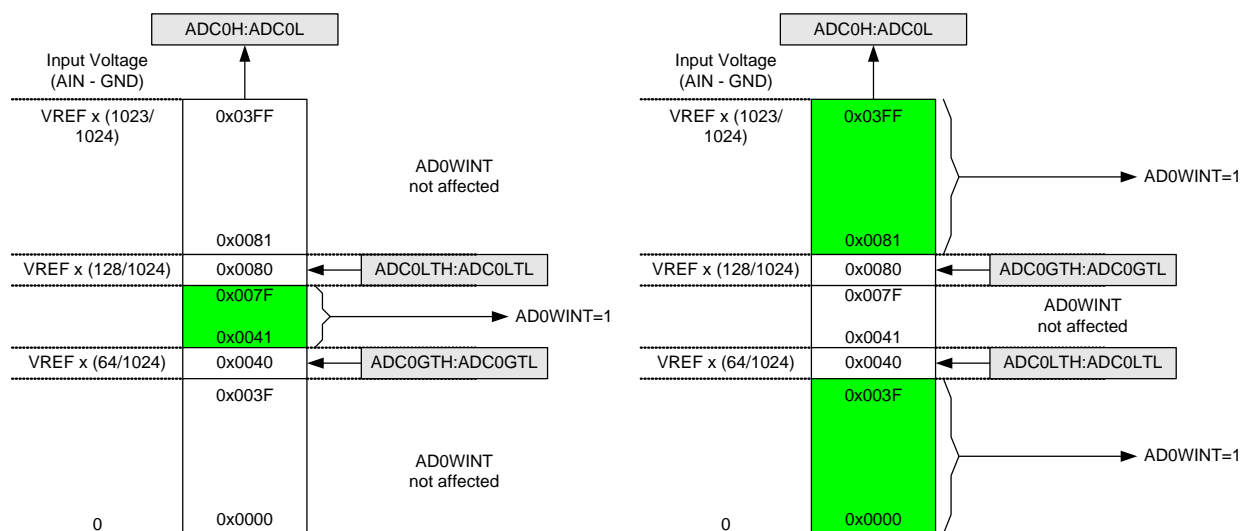 ADC0H:ADC0L
Input Voltage
(AIN - GND)
VREF x (1023/
1024)
0x03FF
AD0WINT
not affected
0x0081
VREF x (128/1024)
0x0080
ADC0LTH:ADC0LTL
0x007F
AD0WINT=1
0x0041
VREF x (64/1024)
0x0040
ADC0GTH:ADC0GTL
0x003F
AD0WINT
not affected
0
0x0000
ADC0H:ADC0L
Input Voltage
(AIN - GND)
VREF x (1023/
1024)
0x03FF
AD0WINT=1
0x0081
VREF x (128/1024)
0x0080
ADC0GTH:ADC0GTL
0x007F
AD0WINT
not affected
0x0041
VREF x (64/1024)
0x0040
ADC0LTH:ADC0LTL
0x003F
AD0WINT=1
0
0x0000